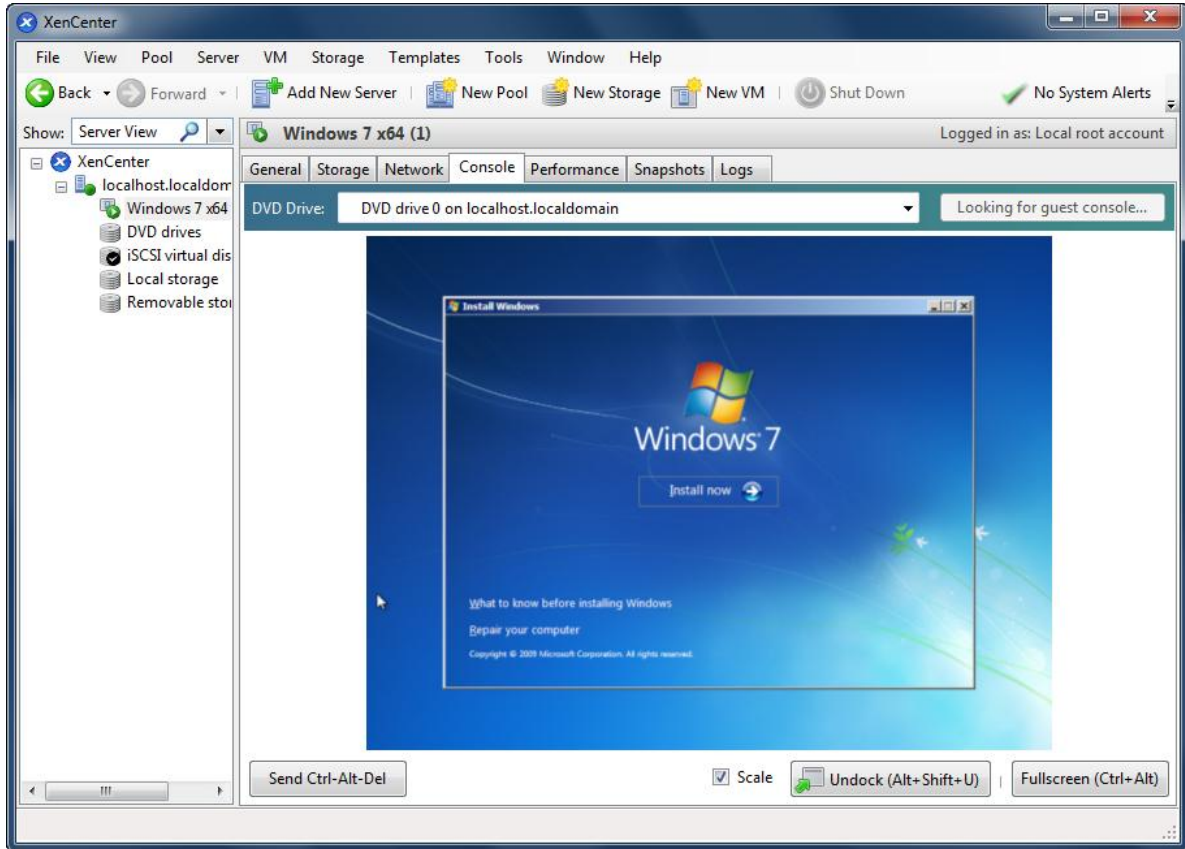 XenCenter
File View Pool Server VM Storage Templates Tools Window Help
Back Forward Add New Server New Pool New Storage New VM Shut Down No System Alerts
Show: Server View Windows 7 x64 (1) Logged in as: Local root account
XenCenter
localhost.localdom
Windows 7 x64
DVD drives
iSCSI virtual dis
Local storage
Removable stor
General Storage Network Console Performance Snapshots Logs
DVD Drive: DVD drive 0 on localhost.localdomain Looking for guest console...
Install Windows
Windows 7
Install now
What to know before installing Windows
Repair your computer
Copyright © 2009 Microsoft Corporation. All rights reserved.
Send Ctrl-Alt-Del Scale Undock (Alt+Shift+U) Fullscreen (Ctrl+Alt)